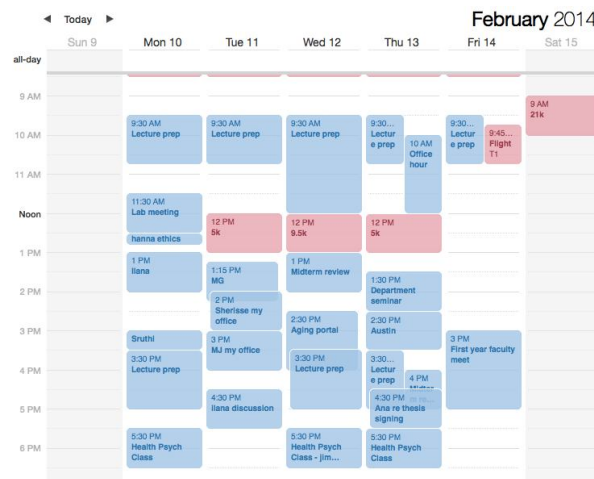 ◀ Today ▶
February 2014
Sun 9 Mon 10 Tue 11 Wed 12 Thu 13 Fri 14 Sat 15
all-day
9 AM
10 AM
11 AM
Noon
1 PM
2 PM
3 PM
4 PM
5 PM
6 PM
9:30 AM
Lecture prep
11:30 AM
Lab meeting
hanna ethics
1 PM
Ilana
Sruthi
3:30 PM
Lecture prep
5:30 PM
Health Psych
Class
9:30 AM
Lecture prep
12 PM
5k
1:15 PM
MG
2 PM
Sherisse my
office
3 PM
MJ my office
4:30 PM
Ilana discussion
9:30 AM
Lecture prep
12 PM
9.5k
1 PM
Midterm review
2:30 PM
Aging portal
3:30 PM
Lecture prep
5:30 PM
Health Psych
Class - jim...
9:30...
Lectur
e prep
10 AM
Office
hour
12 PM
5k
1:30 PM
Department
seminar
2:30 PM
Austin
3:30...
Lectur
e prep
4 PM
4:30 PM
Ana re thesis
signing
5:30 PM
Health Psych
Class
9:30...
Lectur
e prep
9:45...
Flight
T1
3 PM
First year faculty
meet
9 AM
21k